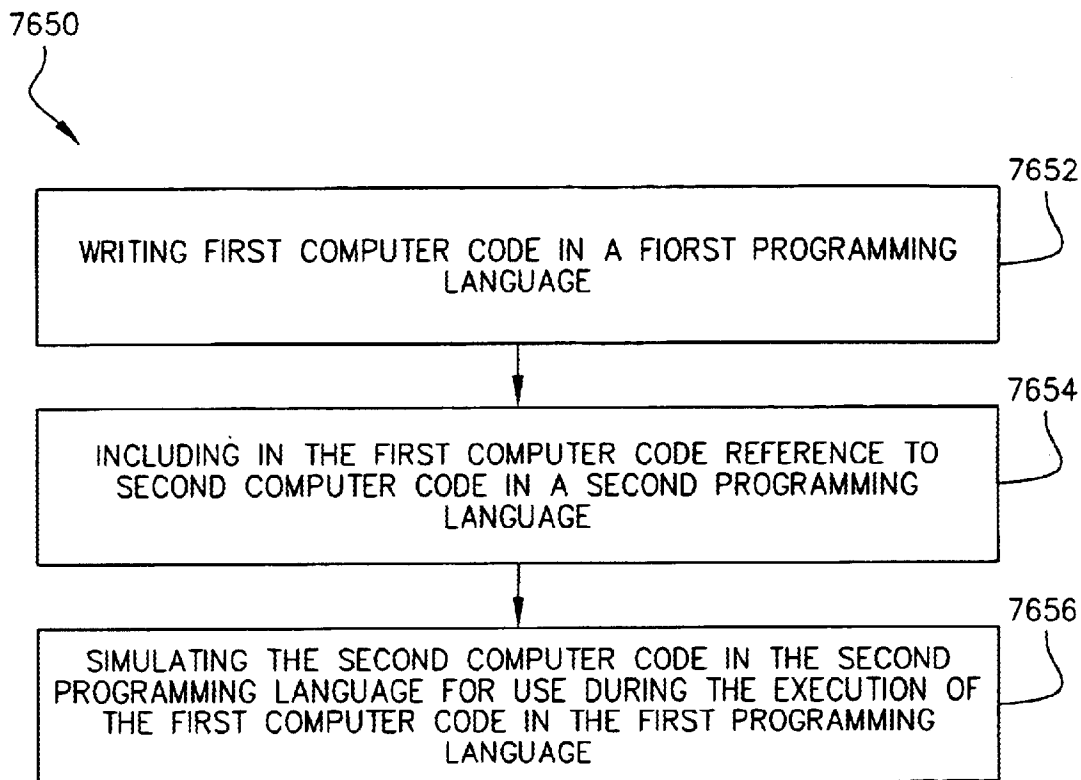 7650
7652
WRITING FIRST COMPUTER CODE IN A FIORST PROGRAMMING
LANGUAGE
7654
INCLUDING IN THE FIRST COMPUTER CODE REFERENCE TO
SECOND COMPUTER CODE IN A SECOND PROGRAMMING
LANGUAGE
7656
SIMULATING THE SECOND COMPUTER CODE IN THE SECOND
PROGRAMMING LANGUAGE FOR USE DURING THE EXECUTION OF
THE FIRST COMPUTER CODE IN THE FIRST PROGRAMMING
LANGUAGE